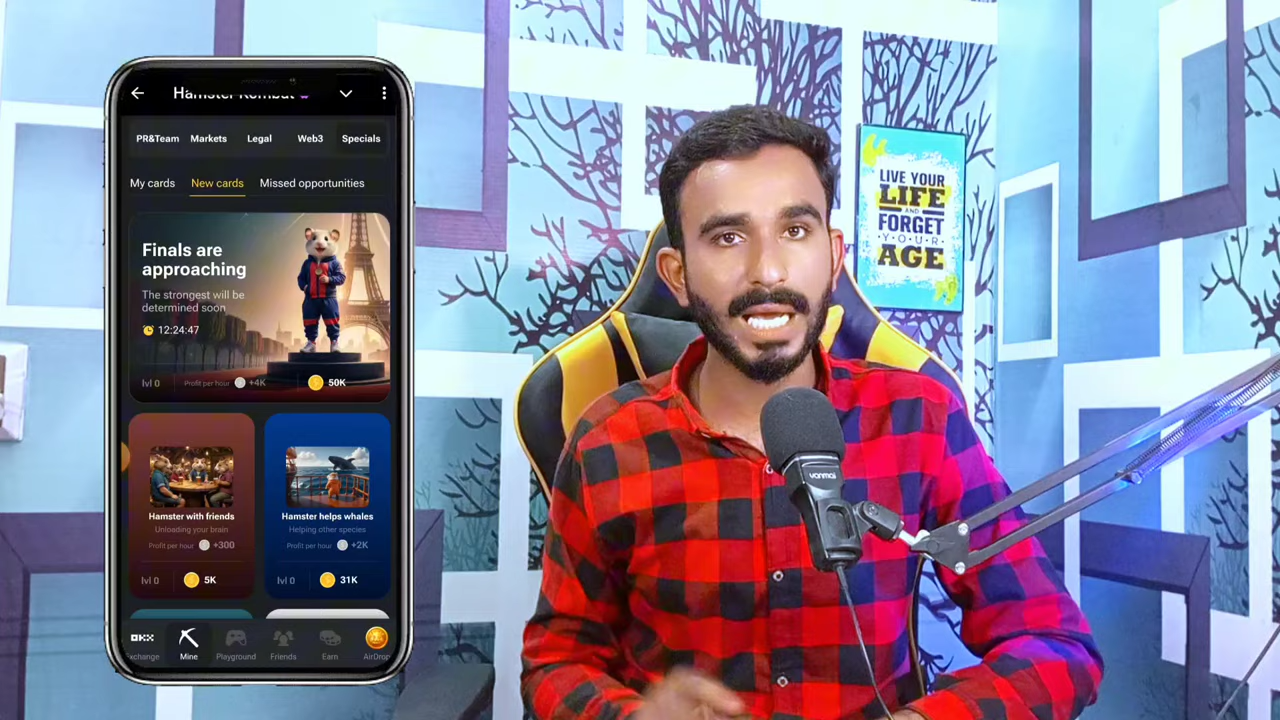 Hamster Kombat
PR&Team Markets Legal Web3 Specials
My cards New cards Missed opportunities
Finals are
approaching
The strongest will be
determined soon
12:24:47
lvl 0 Profit per hour +4K 50K
Hamster with friends
Unloading your brain
Profit per hour +300
lvl 0 5K
Hamster helps whales
Helping other species
Profit per hour +2K
lvl 0 31K
xchange Mine Playground Friends Earn AirDrop
LIVE YOUR
LIFE
AND
FORGET
YOUR
AGE
vanmai